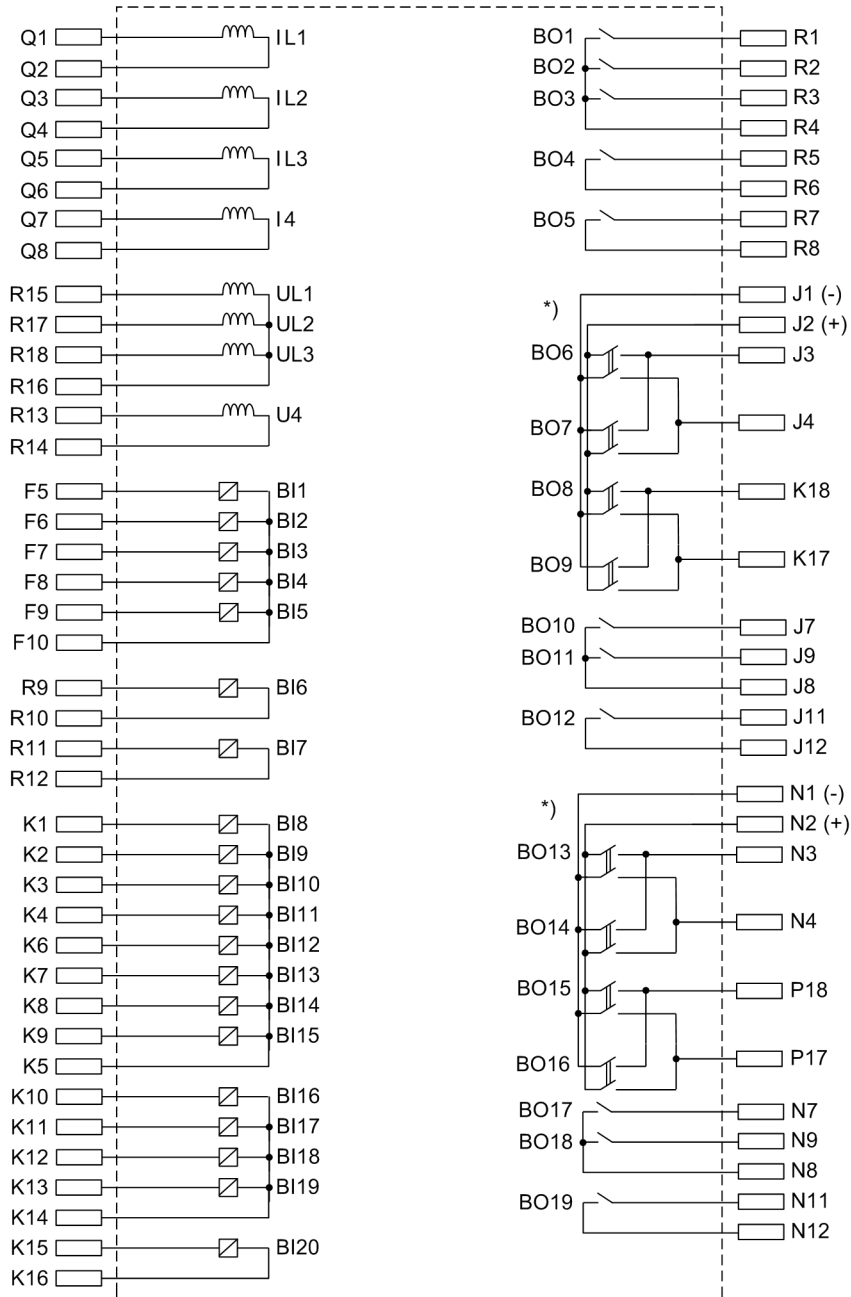 Q1 IL1
Q2
Q3 IL2
Q4
Q5 IL3
Q6
Q7 I4
Q8
R15 UL1
R17 UL2
R18 UL3
R16
R13 U4
R14
F5 BI1
F6 BI2
F7 BI3
F8 BI4
F9 BI5
F10
R9 BI6
R10
R11 BI7
R12
K1 BI8
K2 BI9
K3 BI10
K4 BI11
K6 BI12
K7 BI13
K8 BI14
K9 BI15
K5
K10 BI16
K11 BI17
K12 BI18
K13 BI19
K14
K15 BI20
K16
BO1 R1
BO2 R2
BO3 R3
R4
BO4 R5
R6
BO5 R7
R8
*) J1 (-)
J2 (+)
BO6 J3
BO7 J4
BO8 K18
BO9 K17
BO10 J7
BO11 J9
J8
BO12 J11
J12
*) N1 (-)
N2 (+)
BO13 N3
BO14 N4
BO15 P18
BO16 P17
BO17 N7
BO18 N9
N8
BO19 N11
N12